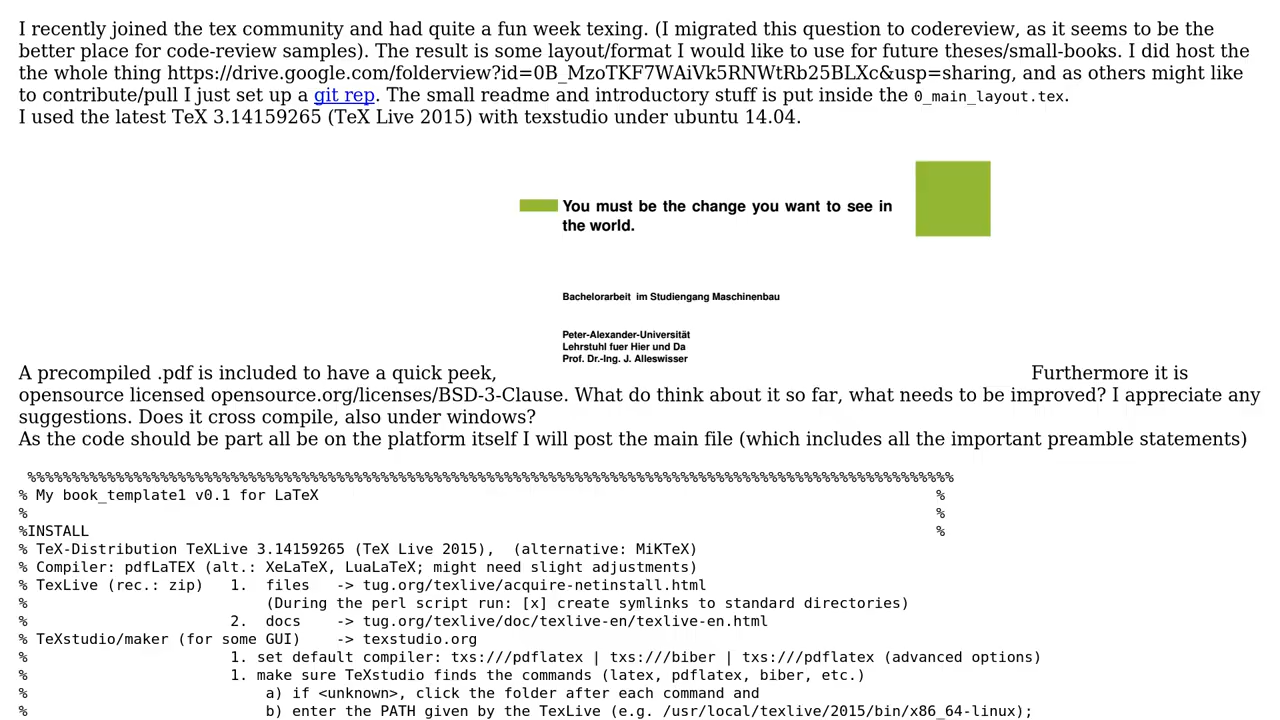 I recently joined the tex community and had quite a fun week texing. (I migrated this question to codereview, as it seems to be the
better place for code-review samples). The result is some layout/format I would like to use for future theses/small-books. I did host the
the whole thing https://drive.google.com/folderview?id=0B_MzoTKF7WAiVk5RNWtRb25BLXc&usp=sharing, and as others might like
to contribute/pull I just set up a git rep. The small readme and introductory stuff is put inside the 0_main_layout.tex.
I used the latest TeX 3.14159265 (TeX Live 2015) with texstudio under ubuntu 14.04.
You must be the change you want to see in
the world.
Bachelorarbeit im Studiengang Maschinenbau
Peter-Alexander-Universität
Lehrstuhl fuer Hier und Da
Prof. Dr.-Ing. J. Alleswisser
A precompiled .pdf is included to have a quick peek, Furthermore it is
opensource licensed opensource.org/licenses/BSD-3-Clause. What do think about it so far, what needs to be improved? I appreciate any
suggestions. Does it cross compile, also under windows?
As the code should be part all be on the platform itself I will post the main file (which includes all the important preamble statements)
%%%%%%%%%%%%%%%%%%%%%%%%%%%%%%%%%%%%%%%%%%%%%%%%%%%%%%%%%%%%%%%%%%%%%%%%%%%%%%%%%%%%%%%%%%%%%%%%%%%%%%%%%%%
% My book_template1 v0.1 for LaTeX %
% %
%INSTALL %
% TeX-Distribution TeXLive 3.14159265 (TeX Live 2015), (alternative: MiKTeX)
% Compiler: pdfLaTEX (alt.: XeLaTeX, LuaLaTeX; might need slight adjustments)
% TexLive (rec.: zip) 1. files -> tug.org/texlive/acquire-netinstall.html
% (During the perl script run: [x] create symlinks to standard directories)
% 2. docs -> tug.org/texlive/doc/texlive-en/texlive-en.html
% TeXstudio/maker (for some GUI) -> texstudio.org
% 1. set default compiler: txs:///pdflatex | txs:///biber | txs:///pdflatex (advanced options)
% 1. make sure TeXstudio finds the commands (latex, pdflatex, biber, etc.)
% a) if <unknown>, click the folder after each command and
% b) enter the PATH given by the TexLive (e.g. /usr/local/texlive/2015/bin/x86_64-linux);